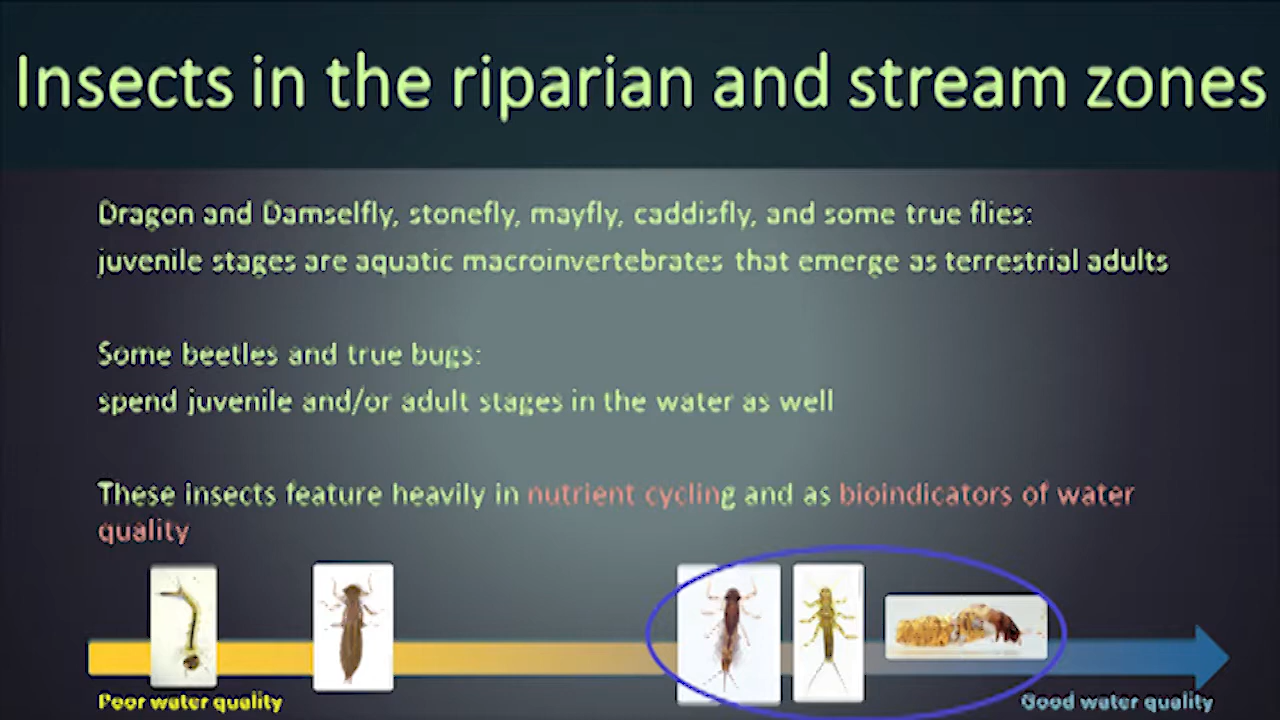 Insects in the riparian and stream zones
Dragon and Damselfly, stonefly, mayfly, caddisfly, and some true flies:
juvenile stages are aquatic macroinvertebrates that emerge as terrestrial adults
Some beetles and true bugs:
spend juvenile and/or adult stages in the water as well
These insects feature heavily in nutrient cycling and as bioindicators of water
quality
Poor water quality
Good water quality